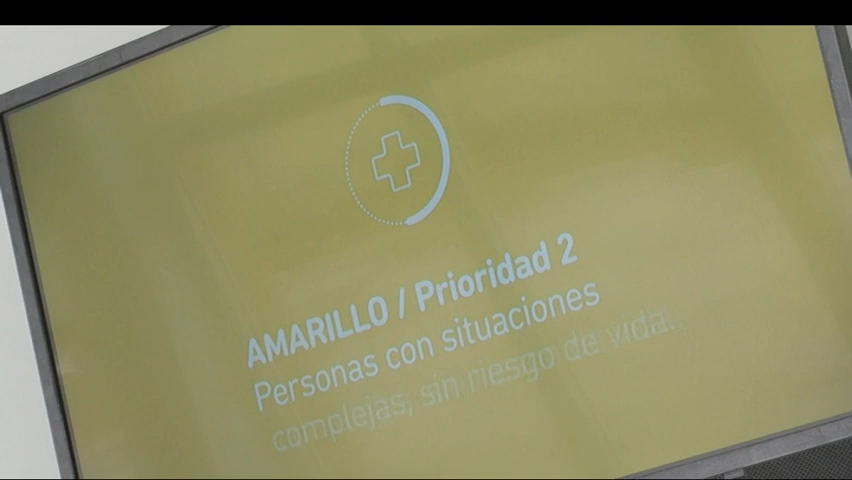 AMARILLO / Prioridad 2
Personas con situaciones
complejas, sin riesgo de vida.